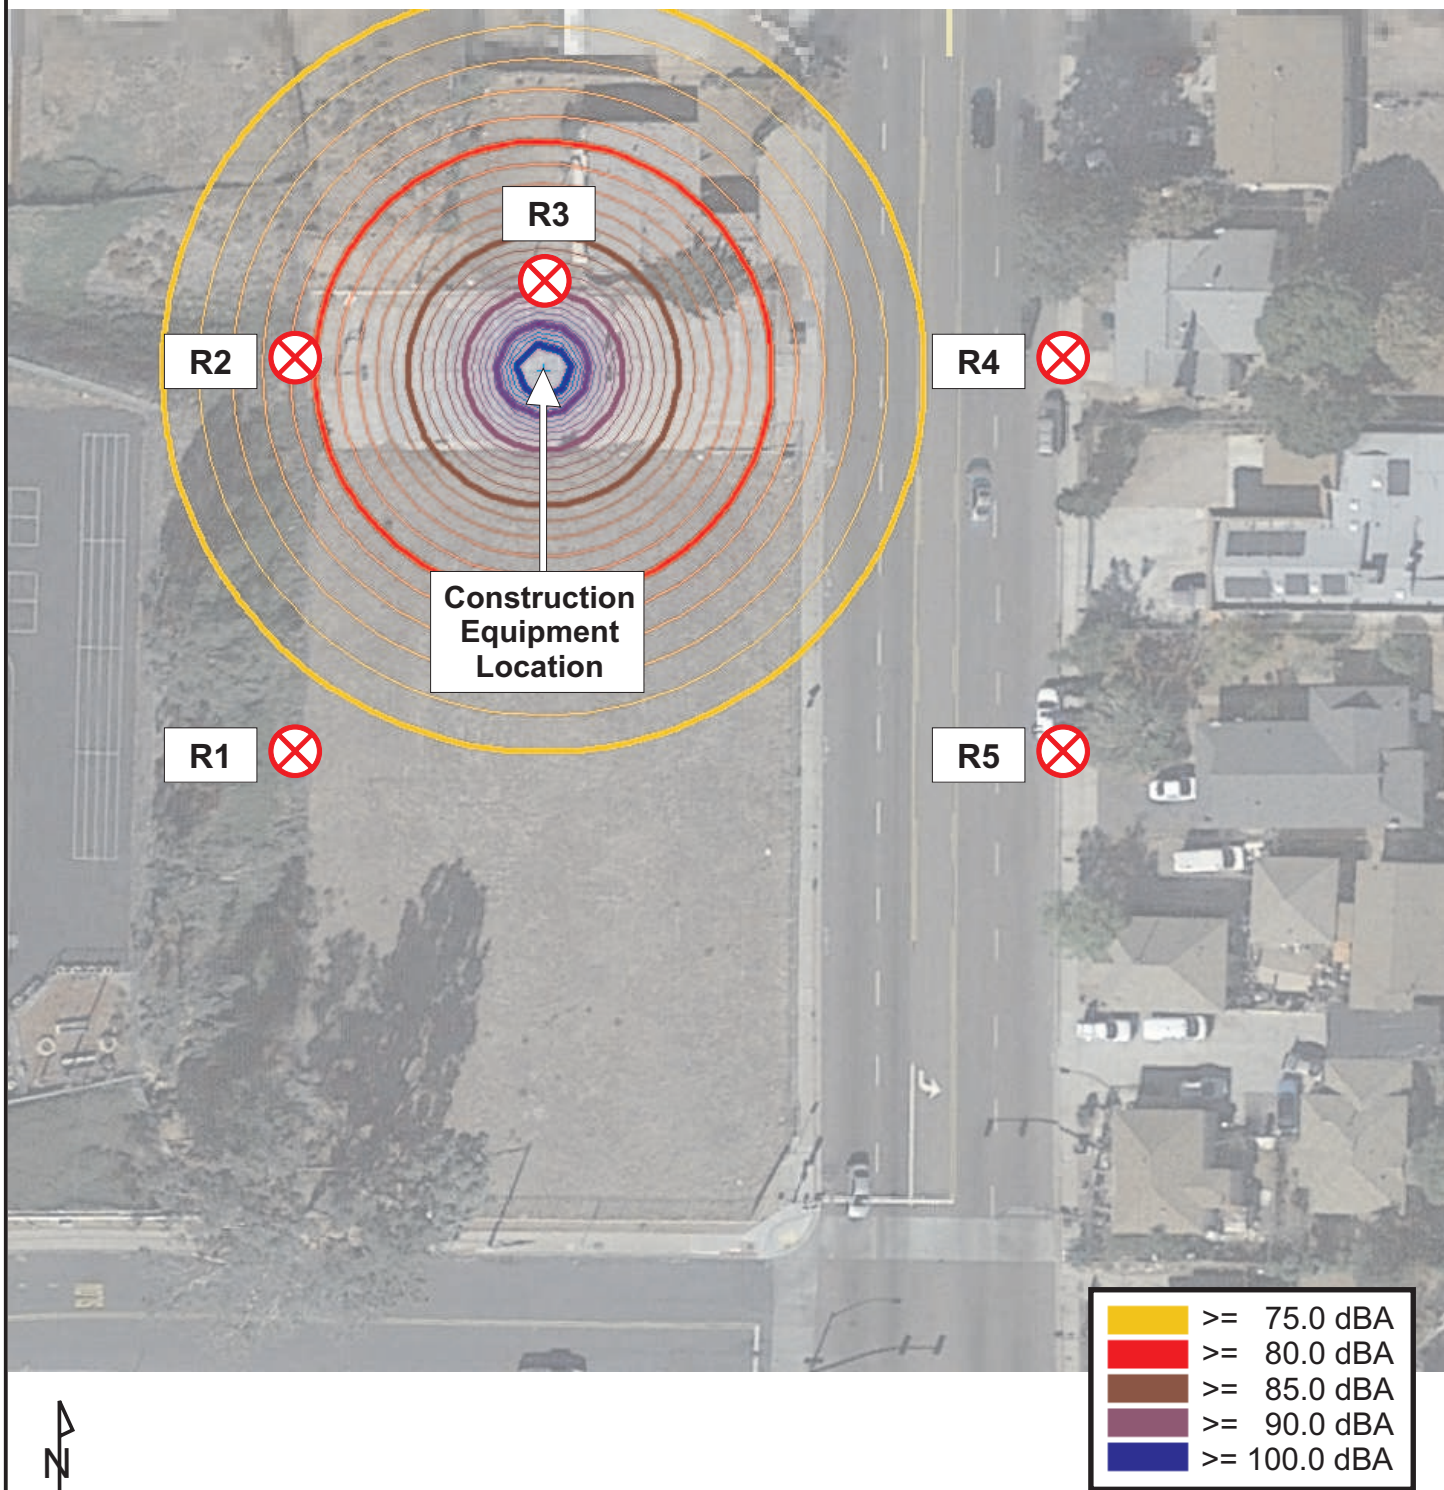 R3
R2
R4
Construction
Equipment
Location
R1
R5
>= 75.0 dBA
>= 80.0 dBA
>= 85.0 dBA
>= 90.0 dBA
>= 100.0 dBA
N